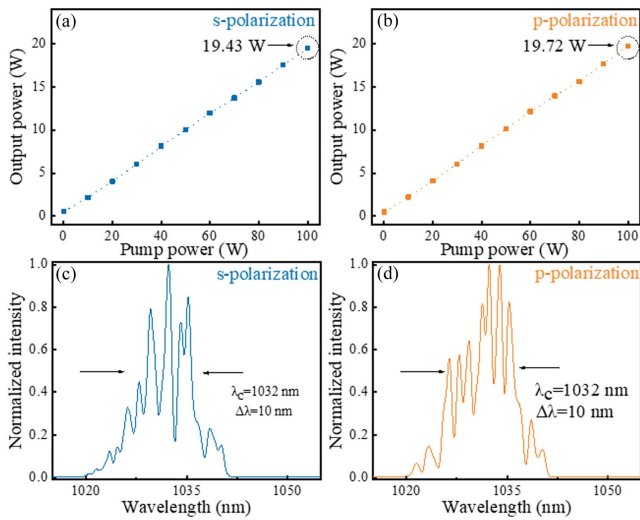 (a)
s-polarization
19.43 W
Output power (W)
20
15
10
5
0
0 20 40 60 80 100
Pump power (W)
(b)
p-polarization
19.72 W
Output power (W)
20
15
10
5
0
0 20 40 60 80 100
Pump power (W)
(c)
s-polarization
Normalized intensity
1.0
0.8
0.6
0.4
0.2
0.0
λc=1032 nm
Δλ=10 nm
1020 1035 1050
Wavelength (nm)
(d)
p-polarization
Normalized intensity
1.0
0.8
0.6
0.4
0.2
0.0
λc=1032 nm
Δλ=10 nm
1020 1035 1050
Wavelength (nm)